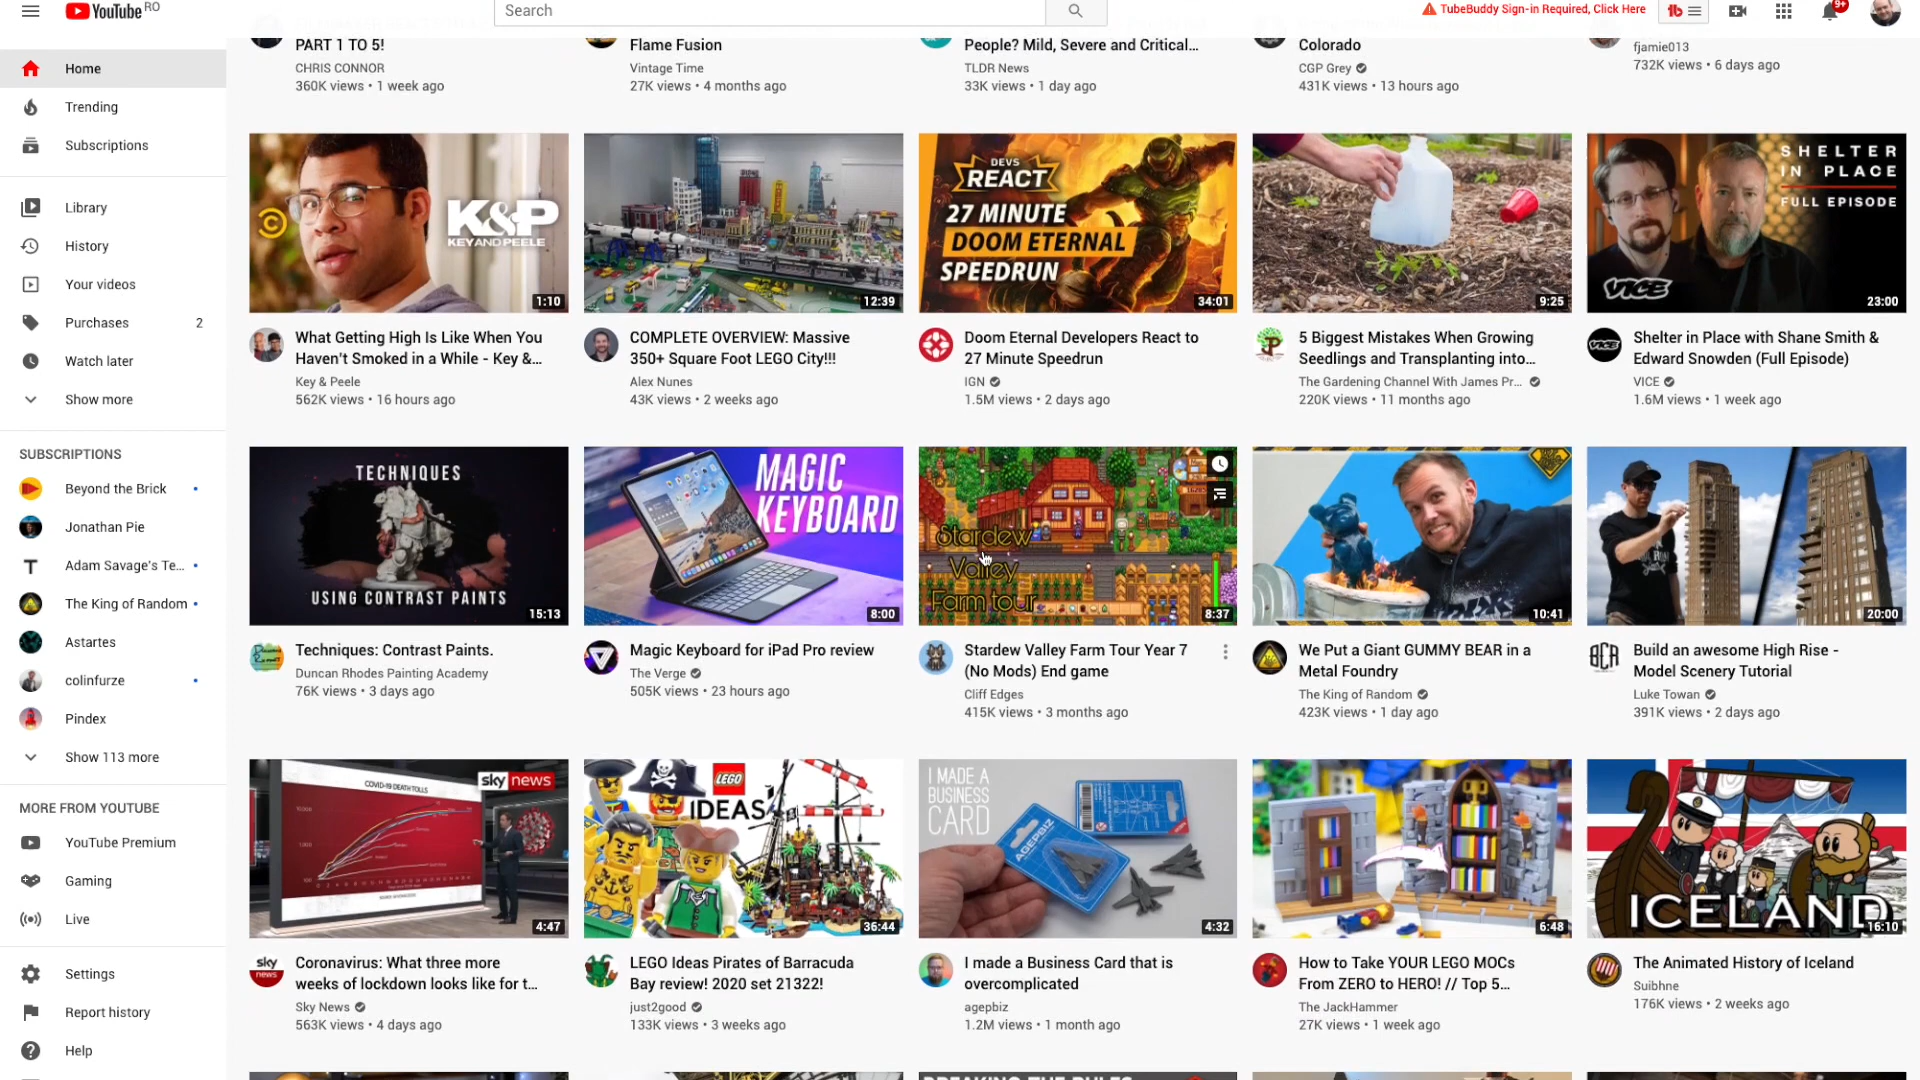 YouTube RO
Search
TubeBuddy Sign-in Required, Click Here
9+
Home
Trending
Subscriptions
Library
History
Your videos
Purchases 2
Watch later
Show more
SUBSCRIPTIONS
Beyond the Brick
Jonathan Pie
Adam Savage's Te...
The King of Random
Astartes
colinfurze
Pindex
Show 113 more
MORE FROM YOUTUBE
YouTube Premium
Gaming
Live
Settings
Report history
Help
PART 1 TO 5!
CHRIS CONNOR
360K views • 1 week ago
Flame Fusion
Vintage Time
27K views • 4 months ago
People? Mild, Severe and Critical...
TLDR News
33K views • 1 day ago
Colorado
CGP Grey
431K views • 13 hours ago
fjamie013
732K views • 6 days ago
K&P
KEY AND PEELE
1:10
What Getting High Is Like When You
Haven't Smoked in a While - Key &...
Key & Peele
562K views • 16 hours ago
12:39
COMPLETE OVERVIEW: Massive
350+ Square Foot LEGO City!!!
Alex Nunes
43K views • 2 weeks ago
DEVS
REACT
27 MINUTE
DOOM ETERNAL
SPEEDRUN
34:01
Doom Eternal Developers React to
27 Minute Speedrun
IGN
1.5M views • 2 days ago
9:25
5 Biggest Mistakes When Growing
Seedlings and Transplanting into...
The Gardening Channel With James Pr...
220K views • 11 months ago
SHELTER
IN PLACE
FULL EPISODE
VICE
23:00
Shelter in Place with Shane Smith &
Edward Snowden (Full Episode)
VICE
1.6M views • 1 week ago
TECHNIQUES
USING CONTRAST PAINTS
15:13
Techniques: Contrast Paints.
Duncan Rhodes Painting Academy
76K views • 3 days ago
MAGIC
KEYBOARD
8:00
Magic Keyboard for iPad Pro review
The Verge
505K views • 23 hours ago
Stardew
Valley
Farm tour
8:37
Stardew Valley Farm Tour Year 7
(No Mods) End game
Cliff Edges
415K views • 3 months ago
10:41
We Put a Giant GUMMY BEAR in a
Metal Foundry
The King of Random
423K views • 1 day ago
20:00
Build an awesome High Rise -
Model Scenery Tutorial
Luke Towan
391K views • 2 days ago
COVID-19 DEATH TOLLS
sky news
4:47
Coronavirus: What three more
weeks of lockdown looks like for t...
Sky News
563K views • 4 days ago
LEGO
IDEAS
36:44
LEGO Ideas Pirates of Barracuda
Bay review! 2020 set 21322!
just2good
133K views • 3 weeks ago
I MADE A
BUSINESS
CARD
AGEPBIZ
4:32
I made a Business Card that is
overcomplicated
agepbiz
1.2M views • 1 month ago
6:48
How to Take YOUR LEGO MOCs
From ZERO to HERO! // Top 5...
The JackHammer
27K views • 1 week ago
ICELAND
16:10
The Animated History of Iceland
Suibhne
176K views • 2 weeks ago